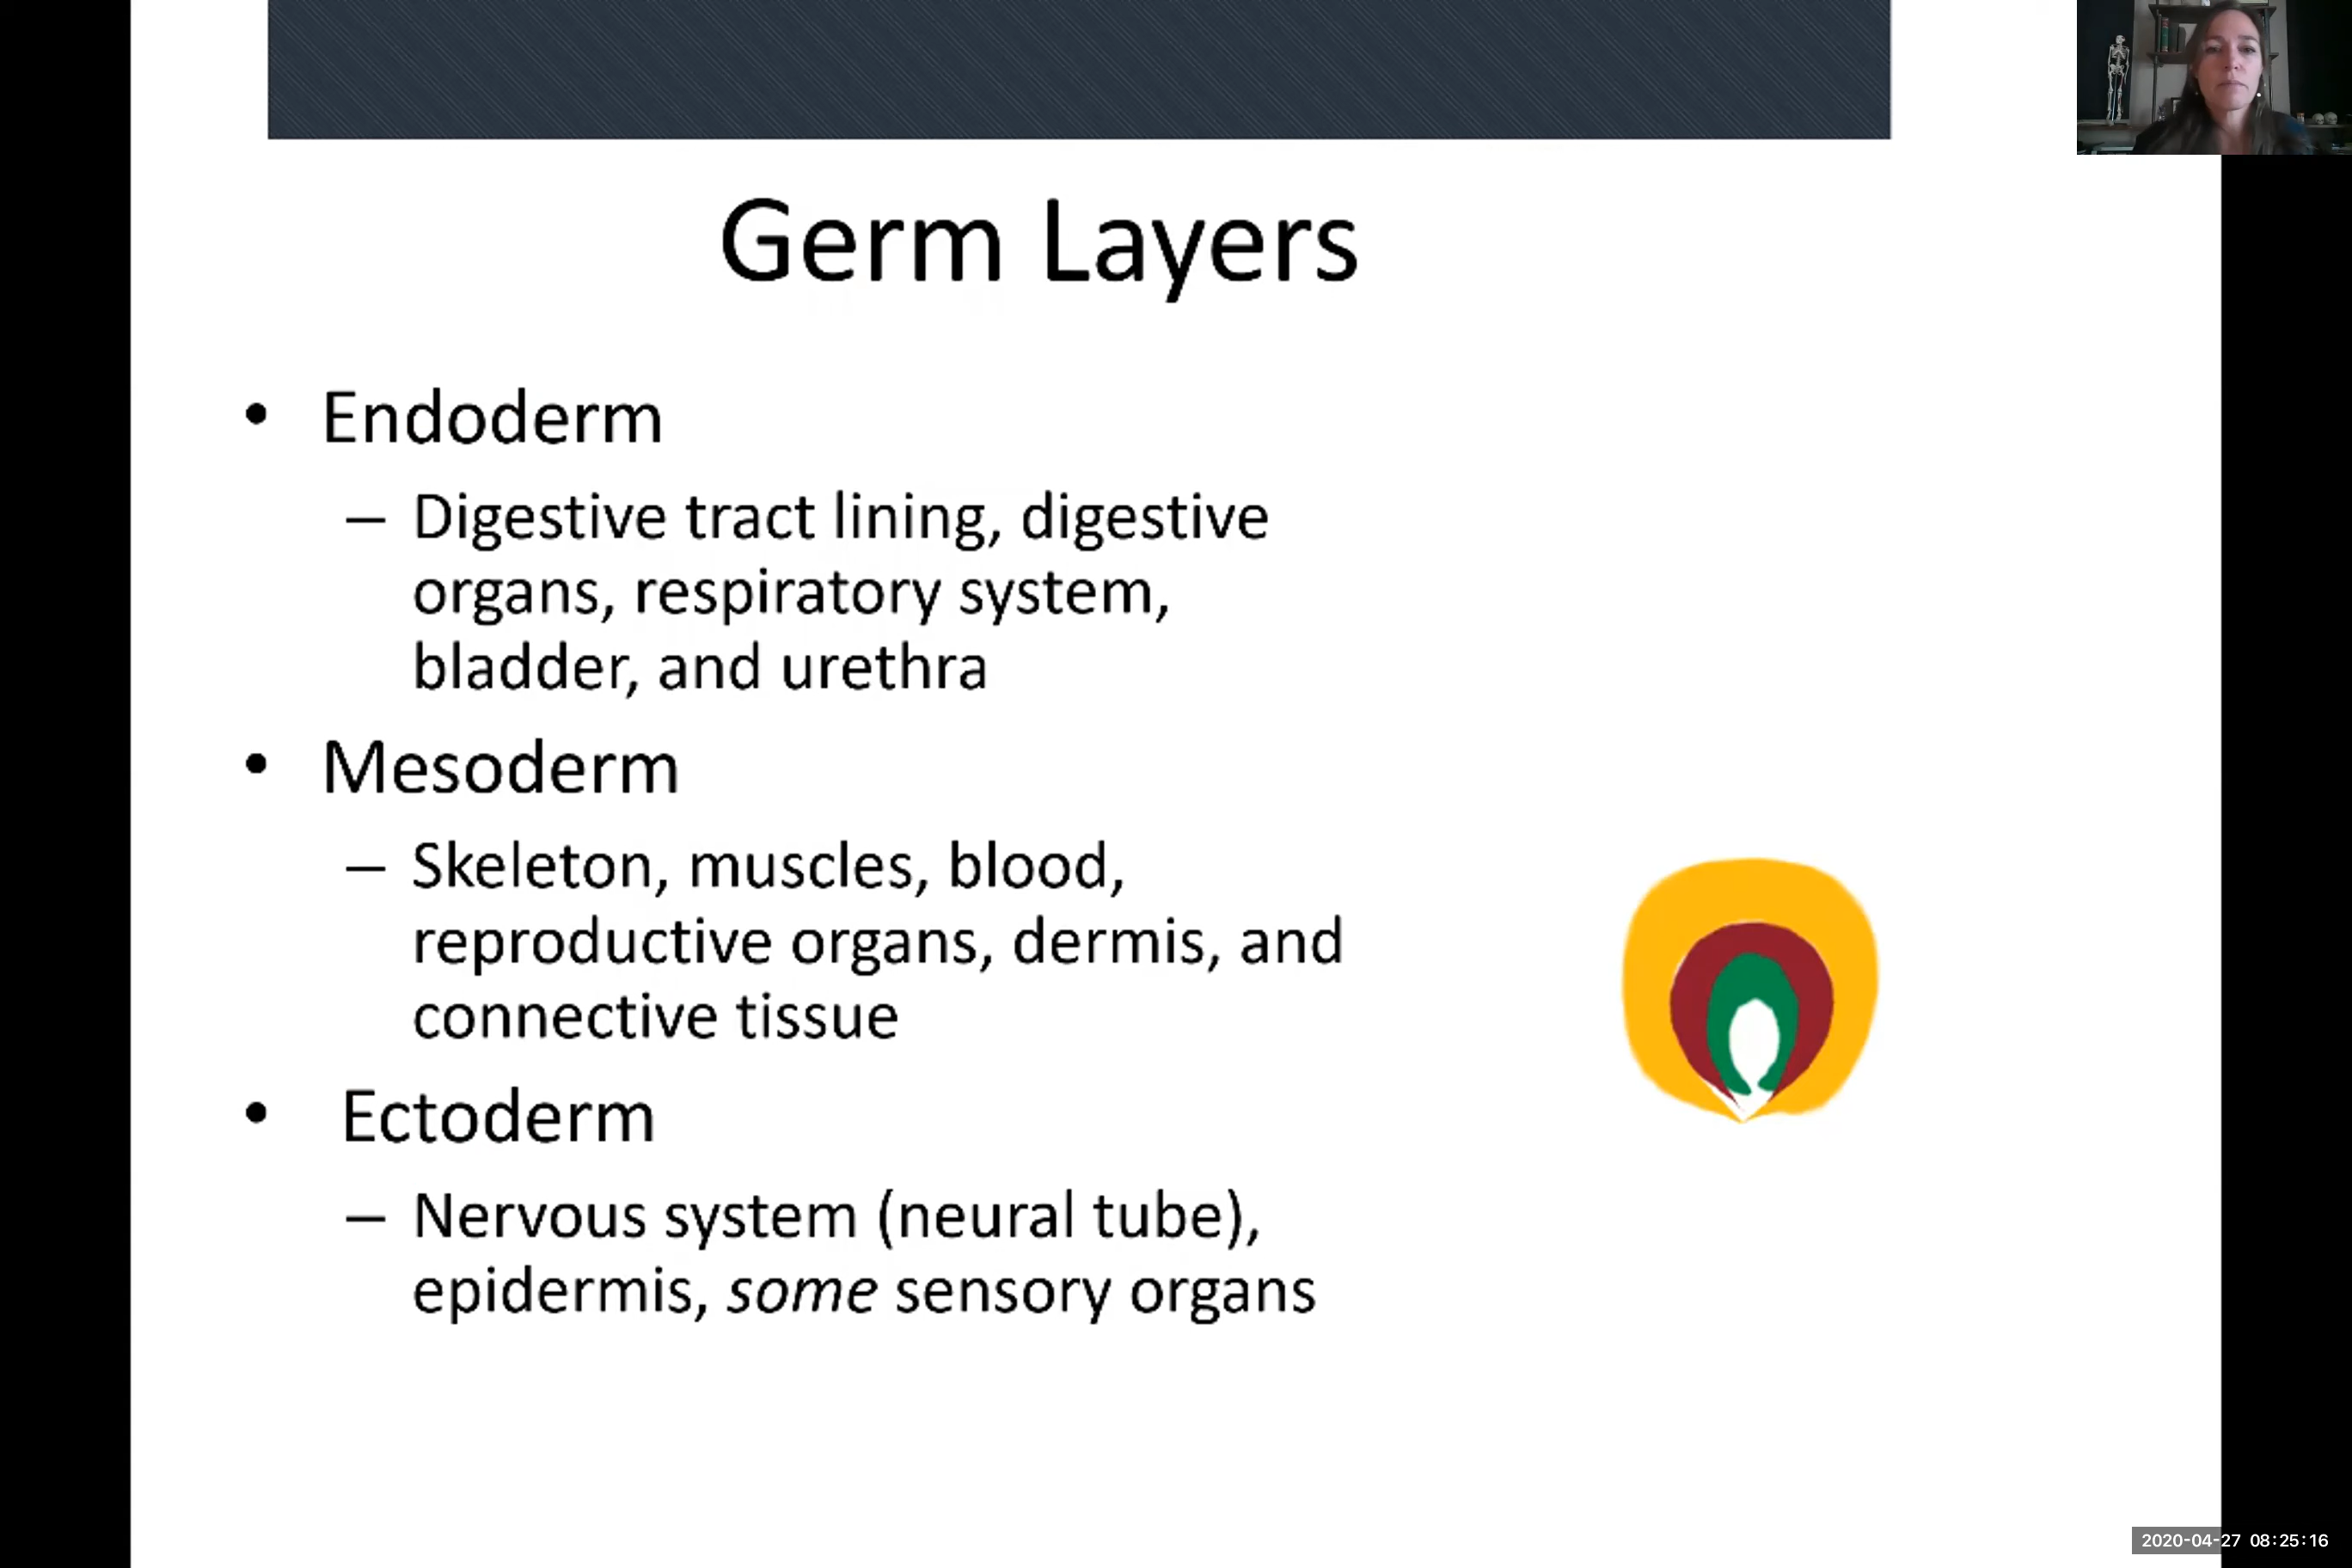 Germ Layers
• Endoderm
– Digestive tract lining, digestive
organs, respiratory system,
bladder, and urethra
• Mesoderm
– Skeleton, muscles, blood,
reproductive organs, dermis, and
connective tissue
• Ectoderm
– Nervous system (neural tube),
epidermis, some sensory organs
2020-04-27 08:25:16